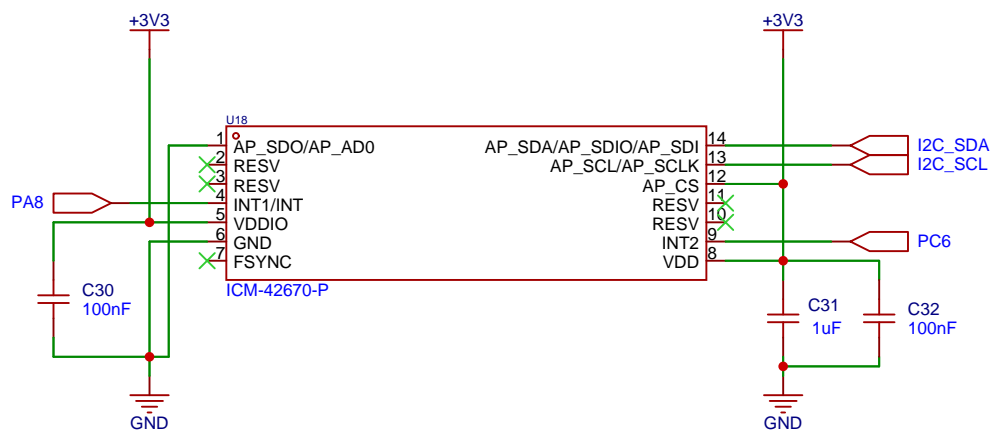 +3V3
+3V3
U18
1 AP_SDO/AP_AD0 AP_SDA/AP_SDIO/AP_SDI 14 I2C_SDA
2 RESV AP_SCL/AP_SCLK 13 I2C_SCL
3 RESV AP_CS 12
PA8 4 INT1/INT RESV 11
5 VDDIO RESV 10
6 GND INT2 9 PC6
7 FSYNC VDD 8
ICM-42670-P
C30
100nF
C31
1uF
C32
100nF
GND
GND